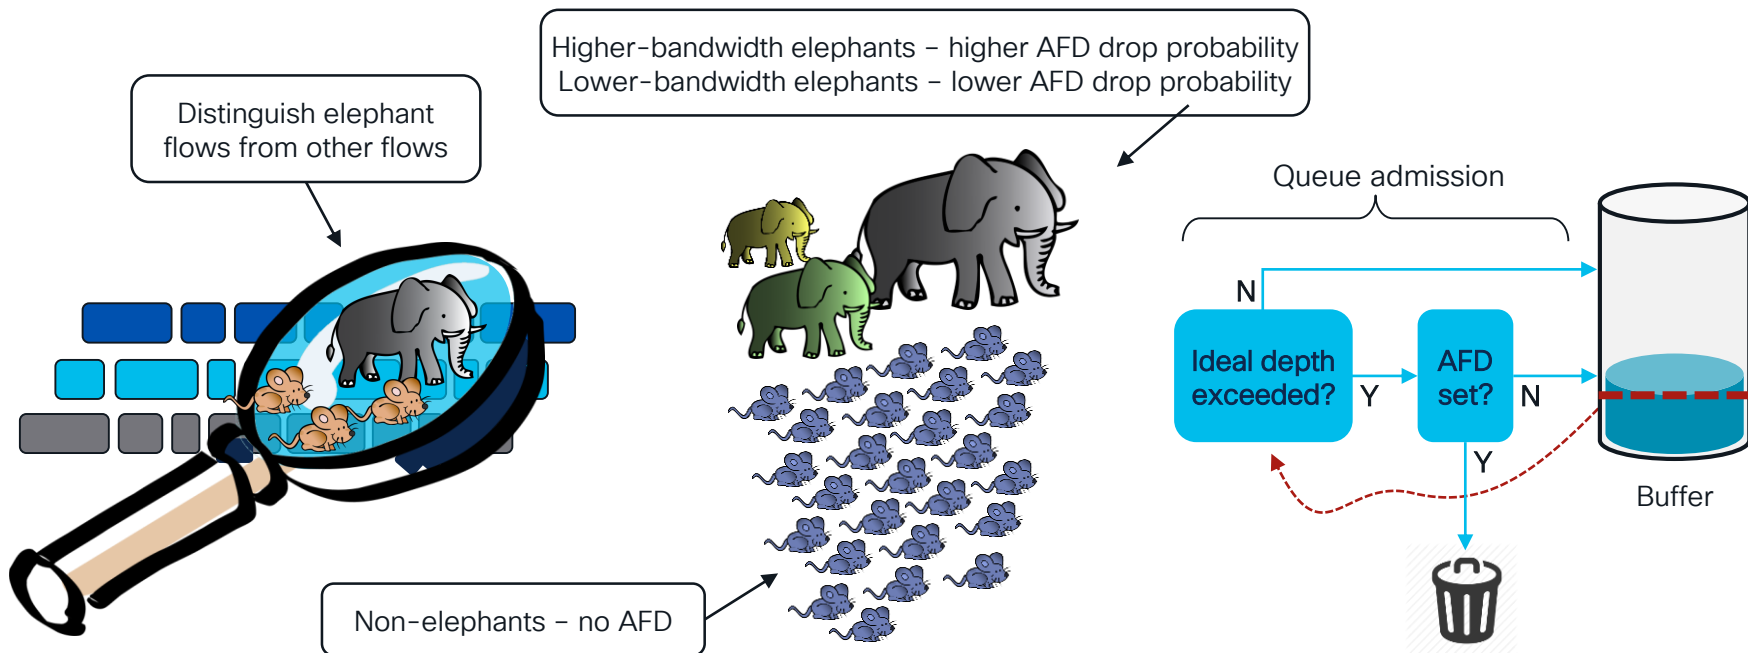 Distinguish elephant
flows from other flows
Higher-bandwidth elephants – higher AFD drop probability
Lower-bandwidth elephants – lower AFD drop probability
Non-elephants – no AFD
Queue admission
N
Ideal depth
exceeded?
Y
AFD
set?
N
Y
Buffer